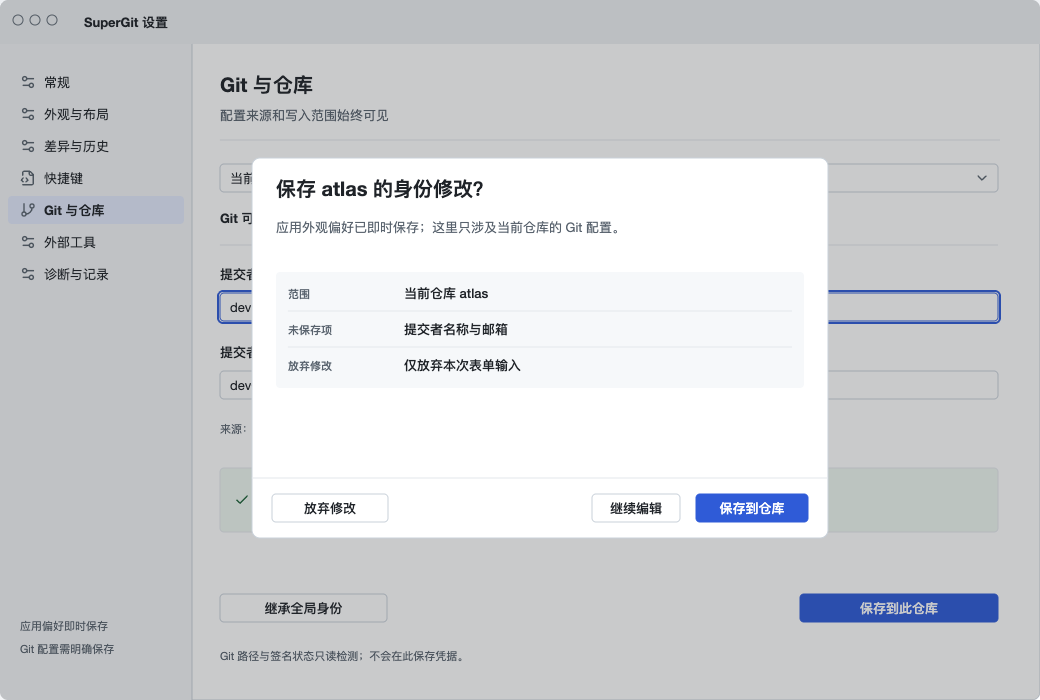 SuperGit 设置
常规
外观与布局
差异与历史
快捷键
Git 与仓库
外部工具
诊断与记录
应用偏好即时保存
Git 配置需明确保存
Git 与仓库
配置来源和写入范围始终可见
当前
Git 可
提交者
dev
提交者
dev
来源:
保存 atlas 的身份修改?
应用外观偏好已即时保存；这里只涉及当前仓库的 Git 配置。
范围 当前仓库 atlas
未保存项 提交者名称与邮箱
放弃修改 仅放弃本次表单输入
放弃修改 继续编辑 保存到仓库
继承全局身份 保存到此仓库
Git 路径与签名状态只读检测；不会在此保存凭据。